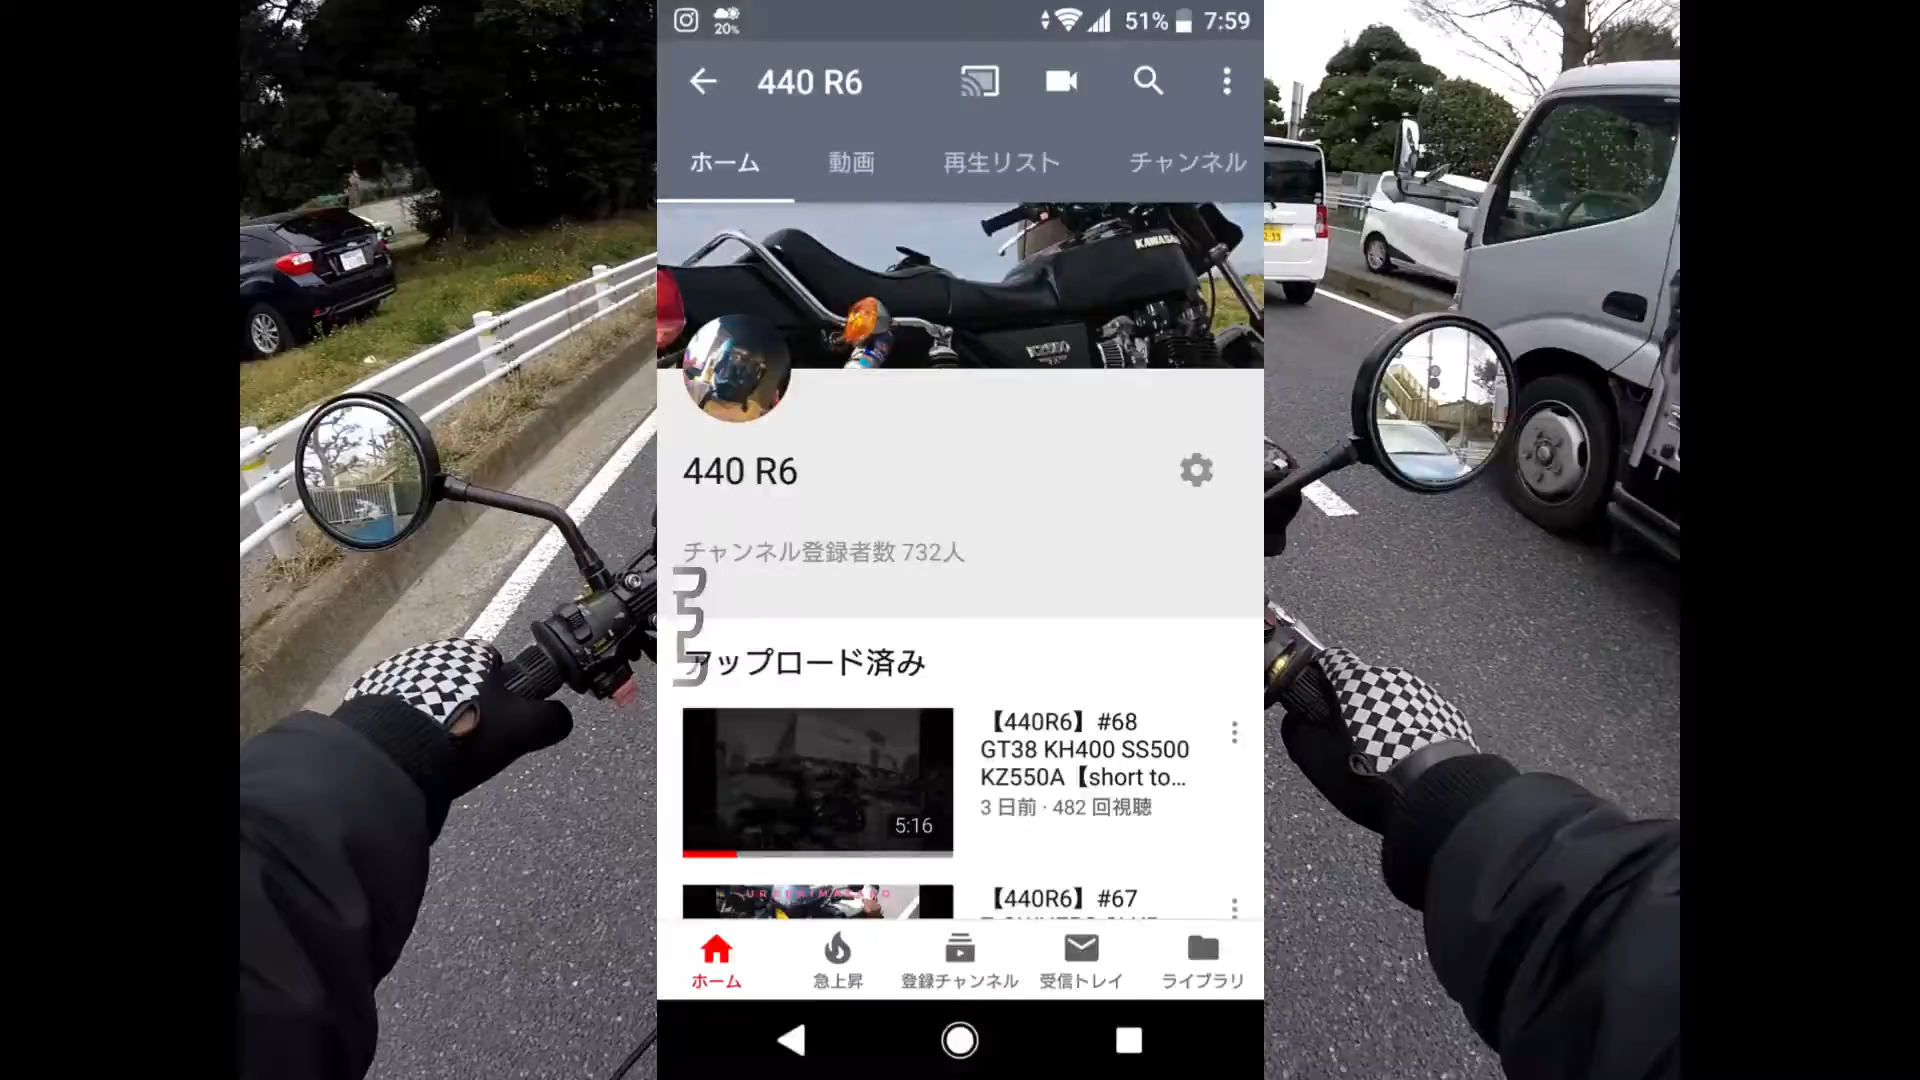 20%
51%
7:59
440 R6
ホーム
動画
再生リスト
チャンネル
KAWASAKI
440 R6
チャンネル登録者数 732人
アップロード済み
5:16
【440R6】#68
GT38 KH400 SS500
KZ550A【short to...
3 日前 · 482 回視聴
【440R6】#67
ホーム
急上昇
登録チャンネル
受信トレイ
ライブラリ